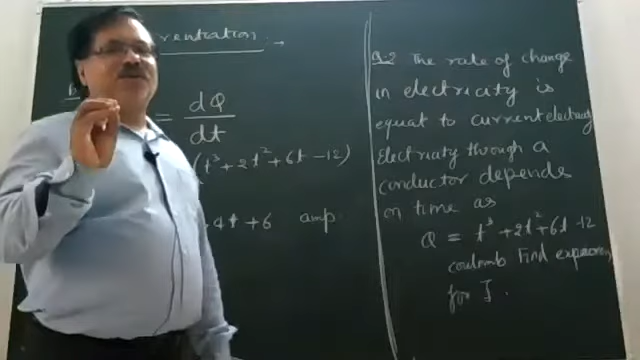 rentiation
dQ
dt
(t³+2t²+6t-12)
4t+6 amp
Q-2 The rate of change
in electricity is
equal to current electricity
Electricity through a
conductor depends
on time as
Q = t³+2t²+6t-12
coulomb Find expression
for I.